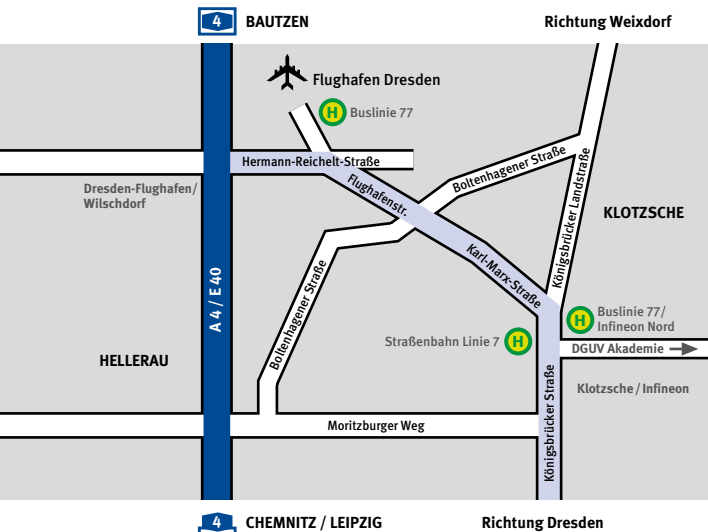 4 BAUTZEN
Richtung Weixdorf
Flughafen Dresden
H Buslinie 77
Hermann-Reichelt-Straße
Dresden-Flughafen/
Wilschdorf
Flughafenstr.
Boltenhagener Straße
Königsbrücker Landstraße
KLOTZSCHE
Karl-Marx-Straße
A 4 / E 40
Boltenhagener Straße
H Buslinie 77/
Infineon Nord
Straßenbahn Linie 7 H
DGUV Akademie
HELLERAU
Klotzsche / Infineon
Moritzburger Weg
Königsbrücker Straße
4 CHEMNITZ / LEIPZIG
Richtung Dresden